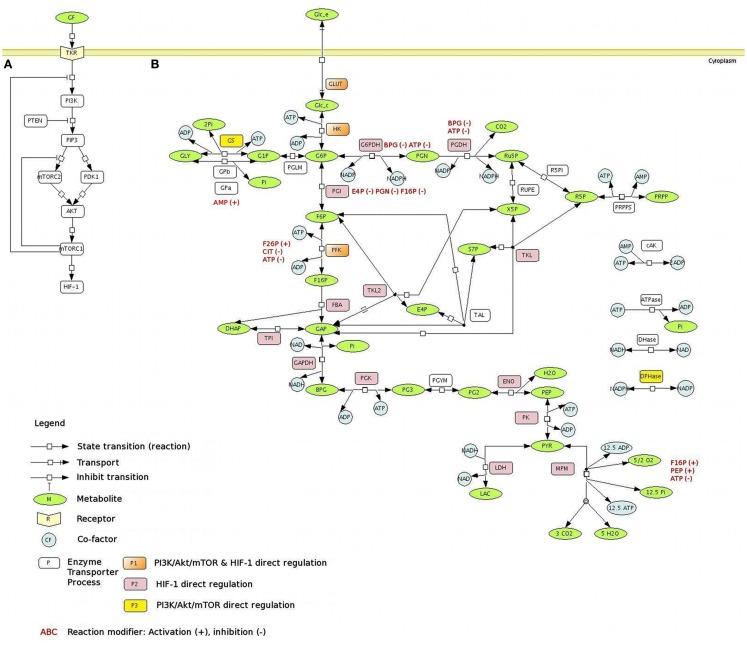 GF
Glc_e
TKR
Cytoplasm
A
B
GLUT
PI3K
Glc_c
ATP
HK
ADP
PTEN
PIP3
mTORC2
PDK1
AKT
mTORC1
HIF-1
2Pi
ADP
GS
ATP
GLY
G1P
PGLM
G6P
GPb
GPa
Pi
AMP (+)
G6PDH
BPG (-) ATP (-)
PGN
NADP
NADPH
BPG (-)
ATP (-)
PGDH
CO2
Ru5P
NADP
NADPH
R5PI
RUPE
R5P
ATP
AMP
PRPPS
PRPP
PGI
E4P (-) PGN (-) F16P (-)
F6P
X5P
F26P (+)
CIT (-)
ATP (-)
ATP
PFK
ADP
S7P
TKL
F16P
TKL2
E4P
TAL
FBA
DHAP
TPI
GAP
NAD
Pi
GAPDH
NADH
BPG
PGK
ADP
ATP
PG3
PGYM
PG2
ENO
H2O
PEP
PK
ATP
ADP
PYR
NADH
LDH
NAD
LAC
MPM
12.5 ADP
5/2 O2
12.5 Pi
12.5 ATP
3 CO2
5 H2O
F16P (+)
PEP (+)
ATP (-)
AMP
cAK
ATP
ADP
ATPase
ATP
ADP
Pi
DHase
NADH
NAD
DPHase
NADPH
NADP
Legend
State transition (reaction)
Transport
Inhibit transition
M Metabolite
R Receptor
CF Co-factor
P Enzyme
Transporter
Process
P1 PI3K/Akt/mTOR & HIF-1 direct regulation
P2 HIF-1 direct regulation
P3 PI3K/Akt/mTOR direct regulation
ABC Reaction modifier: Activation (+), inhibition (-)